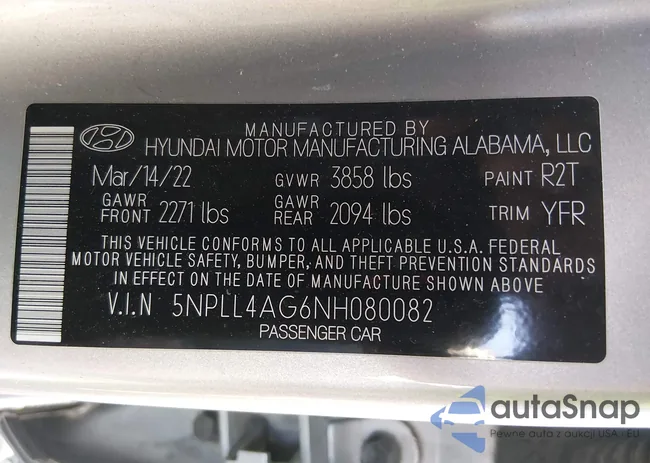 MANUFACTURED BY
HYUNDAI MOTOR MANUFACTURING ALABAMA, LLC
Mar/14/22 GVWR 3858 lbs PAINT R2T
GAWR FRONT 2271 lbs GAWR REAR 2094 lbs TRIM YFR
THIS VEHICLE CONFORMS TO ALL APPLICABLE U.S.A. FEDERAL
MOTOR VEHICLE SAFETY, BUMPER, AND THEFT PREVENTION STANDARDS
IN EFFECT ON THE DATE OF MANUFACTURE SHOWN ABOVE
V.I.N 5NPLL4AG6NH080082
PASSENGER CAR
autoSnap
Pewne auta z aukcji USA i EU